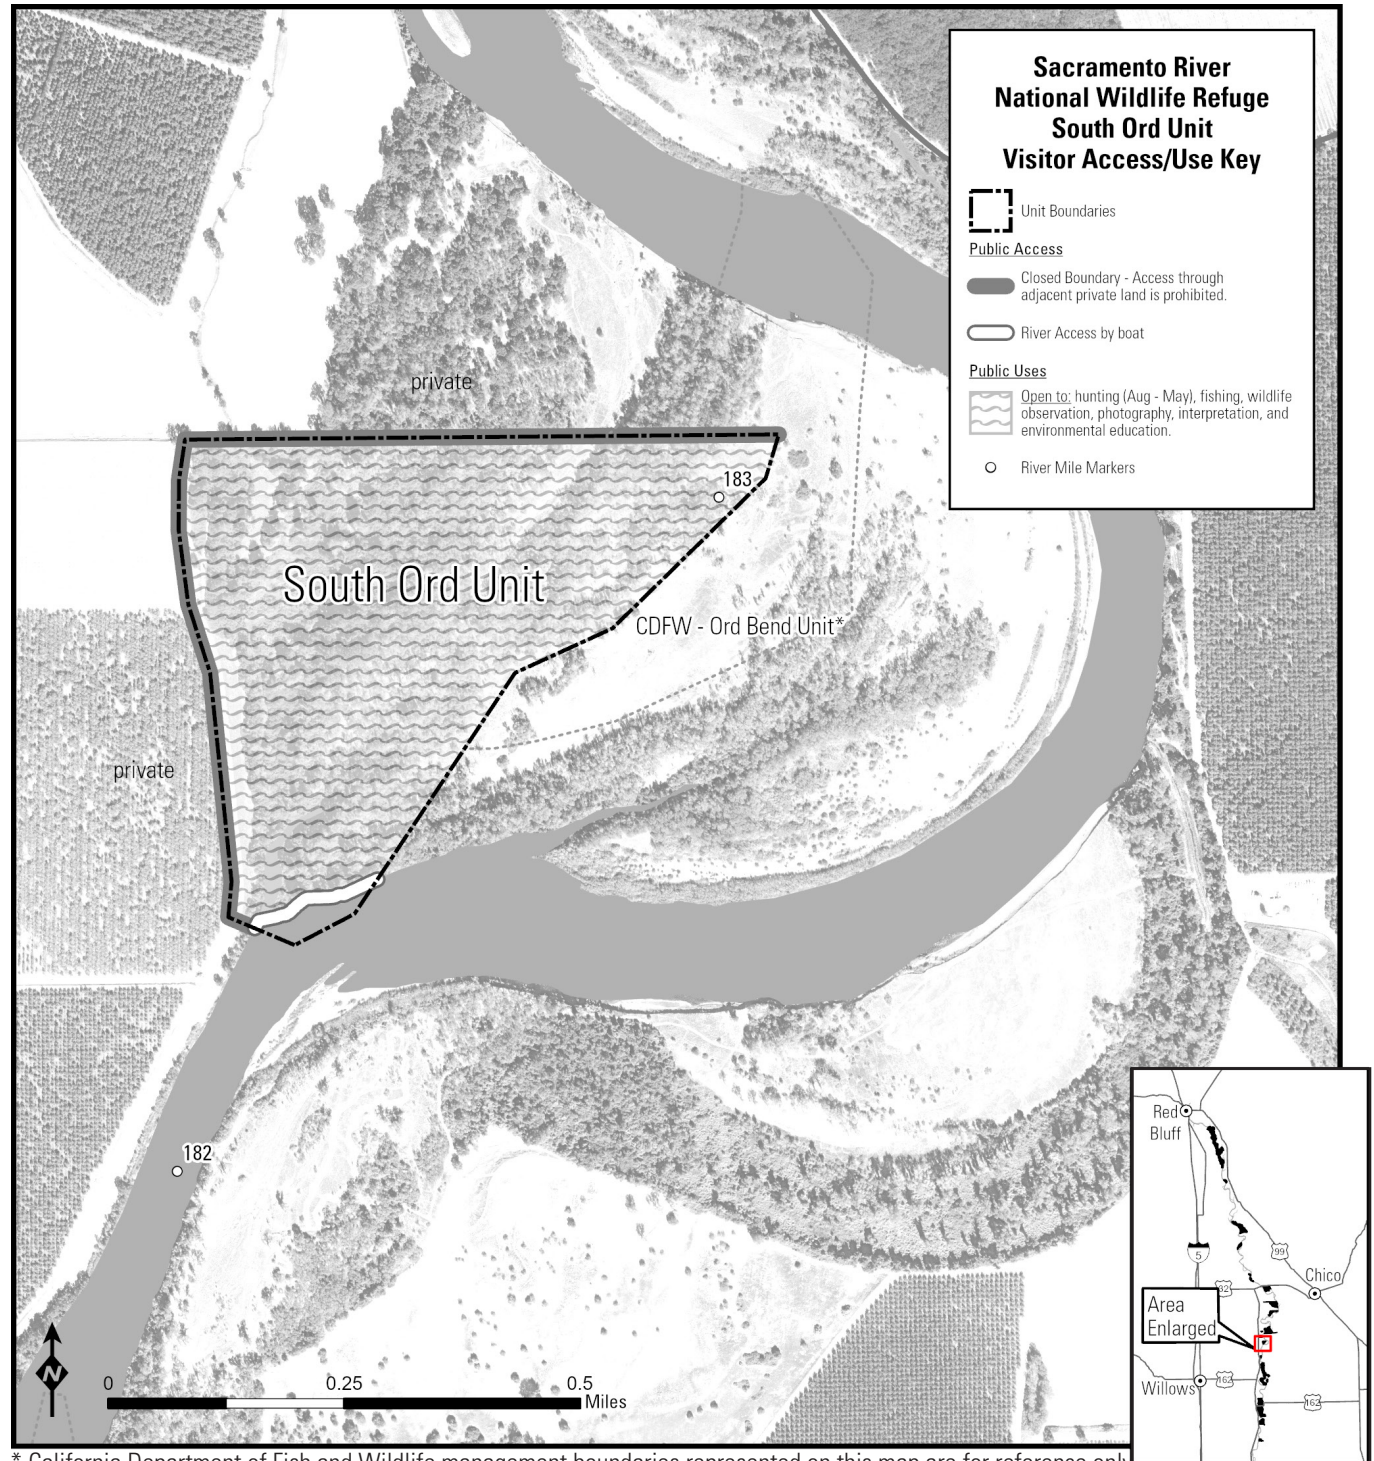 Sacramento River
National Wildlife Refuge
South Ord Unit
Visitor Access/Use Key
Unit Boundaries
Public Access
Closed Boundary - Access through
adjacent private land is prohibited.
River Access by boat
Public Uses
Open to: hunting (Aug - May), fishing, wildlife
observation, photography, interpretation, and
environmental education.
River Mile Markers
private
183
South Ord Unit
CDFW - Ord Bend Unit*
private
182
N
0 0.25 0.5
Miles
Red
Bluff
5
99
Chico
32
Area
Enlarged
Willows
162
162
* California Department of Fish and Wildlife management boundaries represented on this map are for reference only